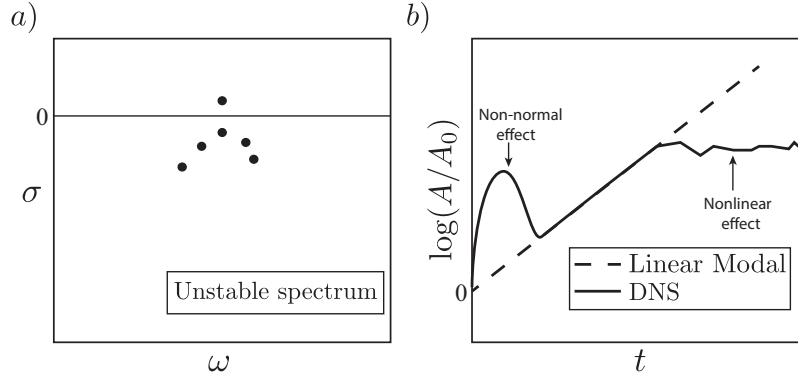 a)
0
σ
Unstable spectrum
ω
b)
Non-normal
effect
log(A/A₀)
Nonlinear
effect
Linear Modal
DNS
0
t